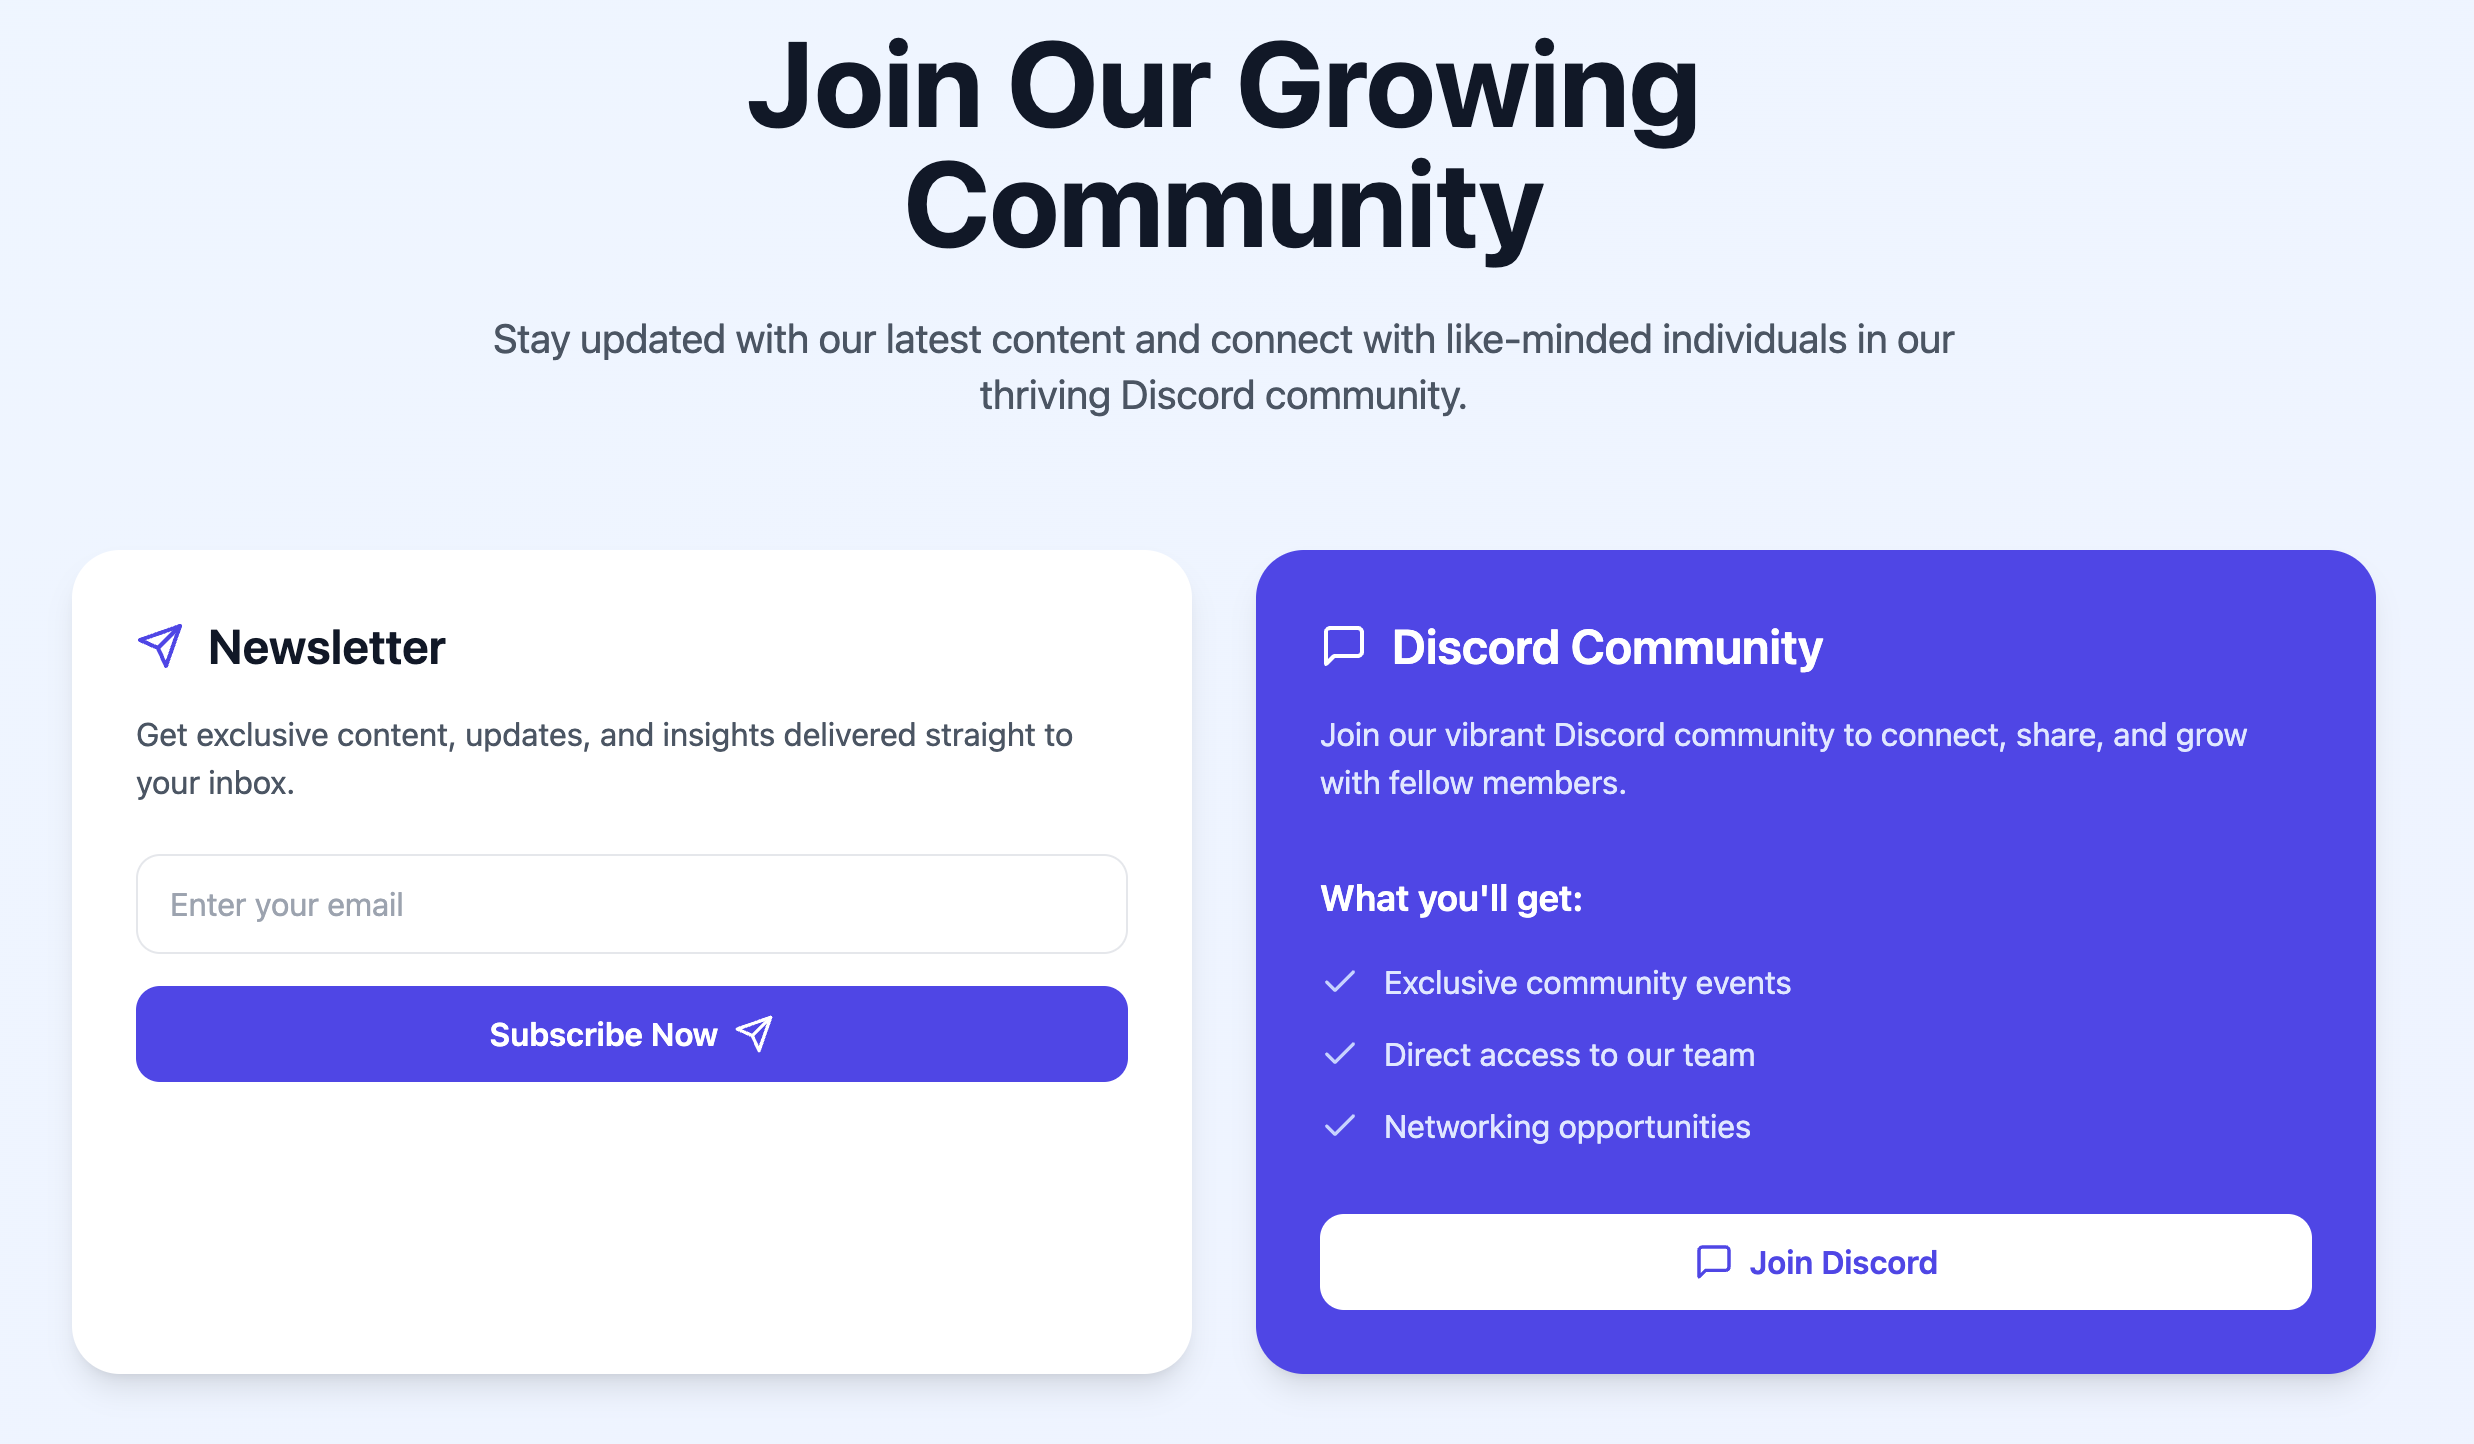 Join Our Growing
Community
Stay updated with our latest content and connect with like-minded individuals in our
thriving Discord community.
Newsletter
Get exclusive content, updates, and insights delivered straight to
your inbox.
Enter your email
Subscribe Now
Discord Community
Join our vibrant Discord community to connect, share, and grow
with fellow members.
What you'll get:
Exclusive community events
Direct access to our team
Networking opportunities
Join Discord